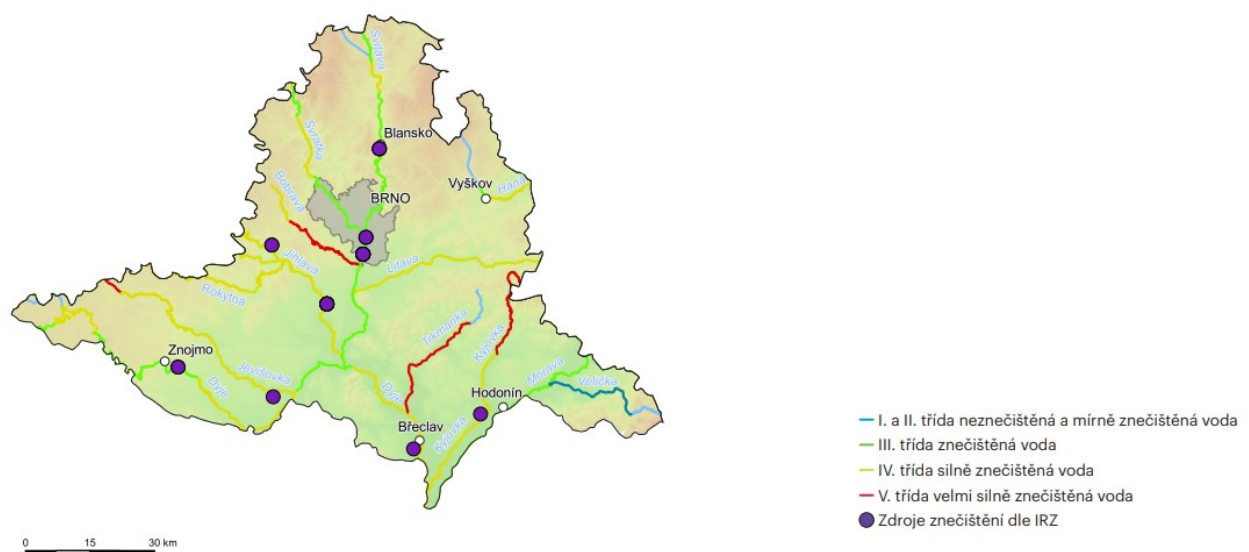 Svitava
Blansko
Svratka
Vyškov
Haná
BRNO
Bobrava
Jihlava
Litava
Rokytná
Trkmanka
Kyjovka
Znojmo
Jevišovka
Morava
Velička
Dyje
Dyje
Hodonín
Břeclav
Kyjovka
I. a II. třída neznečištěná a mírně znečištěná voda
III. třída znečištěná voda
IV. třída silně znečištěná voda
V. třída velmi silně znečištěná voda
Zdroje znečištění dle IRZ
0 15 30 km